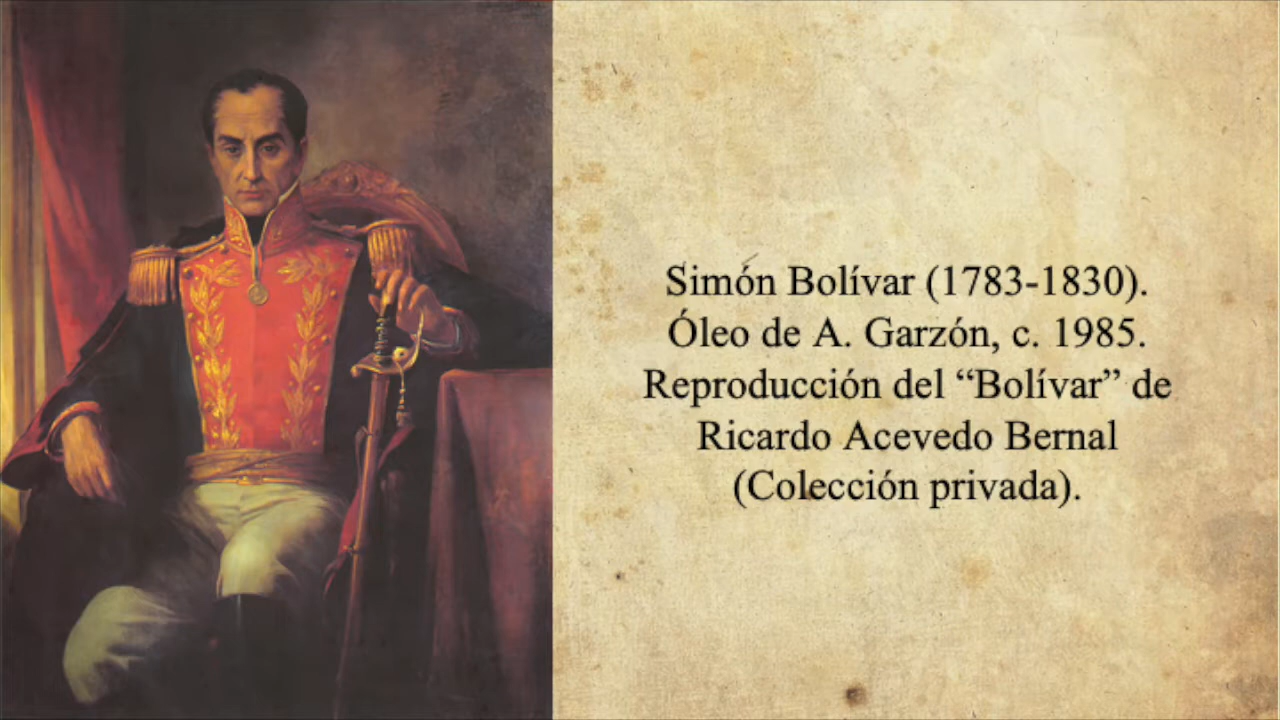 Simón Bolívar (1783-1830).
Óleo de A. Garzón, c. 1985.
Reproducción del “Bolívar” de
Ricardo Acevedo Bernal
(Colección privada).